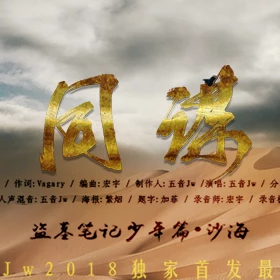 同谋
/ 作词:Vagary / 编曲:宏宇 / 制作人:五音Jw / 演唱:五音Jw / 分
人声混音:五音Jw / 海报:繁烟 / 题字:加菲 / 录音师:宏宇 / 录音
盗墓笔记少年篇·沙海
Jw2018独家首发最